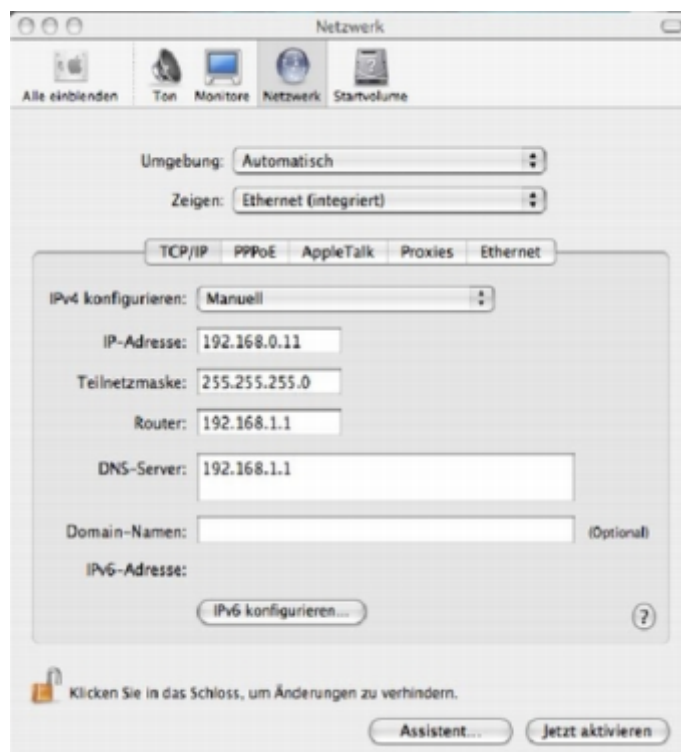 Netzwerk
Alle einblenden Ton Monitore Netzwerk Startvolume
Umgebung: Automatisch
Zeigen: Ethernet (integriert)
TCP/IP PPPoE AppleTalk Proxies Ethernet
IPv4 konfigurieren: Manuell
IP-Adresse: 192.168.0.11
Teilnetzmaske: 255.255.255.0
Router: 192.168.1.1
DNS-Server: 192.168.1.1
Domain-Namen: (Optional)
IPv6-Adresse:
IPv6 konfigurieren... ?
Klicken Sie in das Schloss, um Änderungen zu verhindern.
Assistent... Jetzt aktivieren